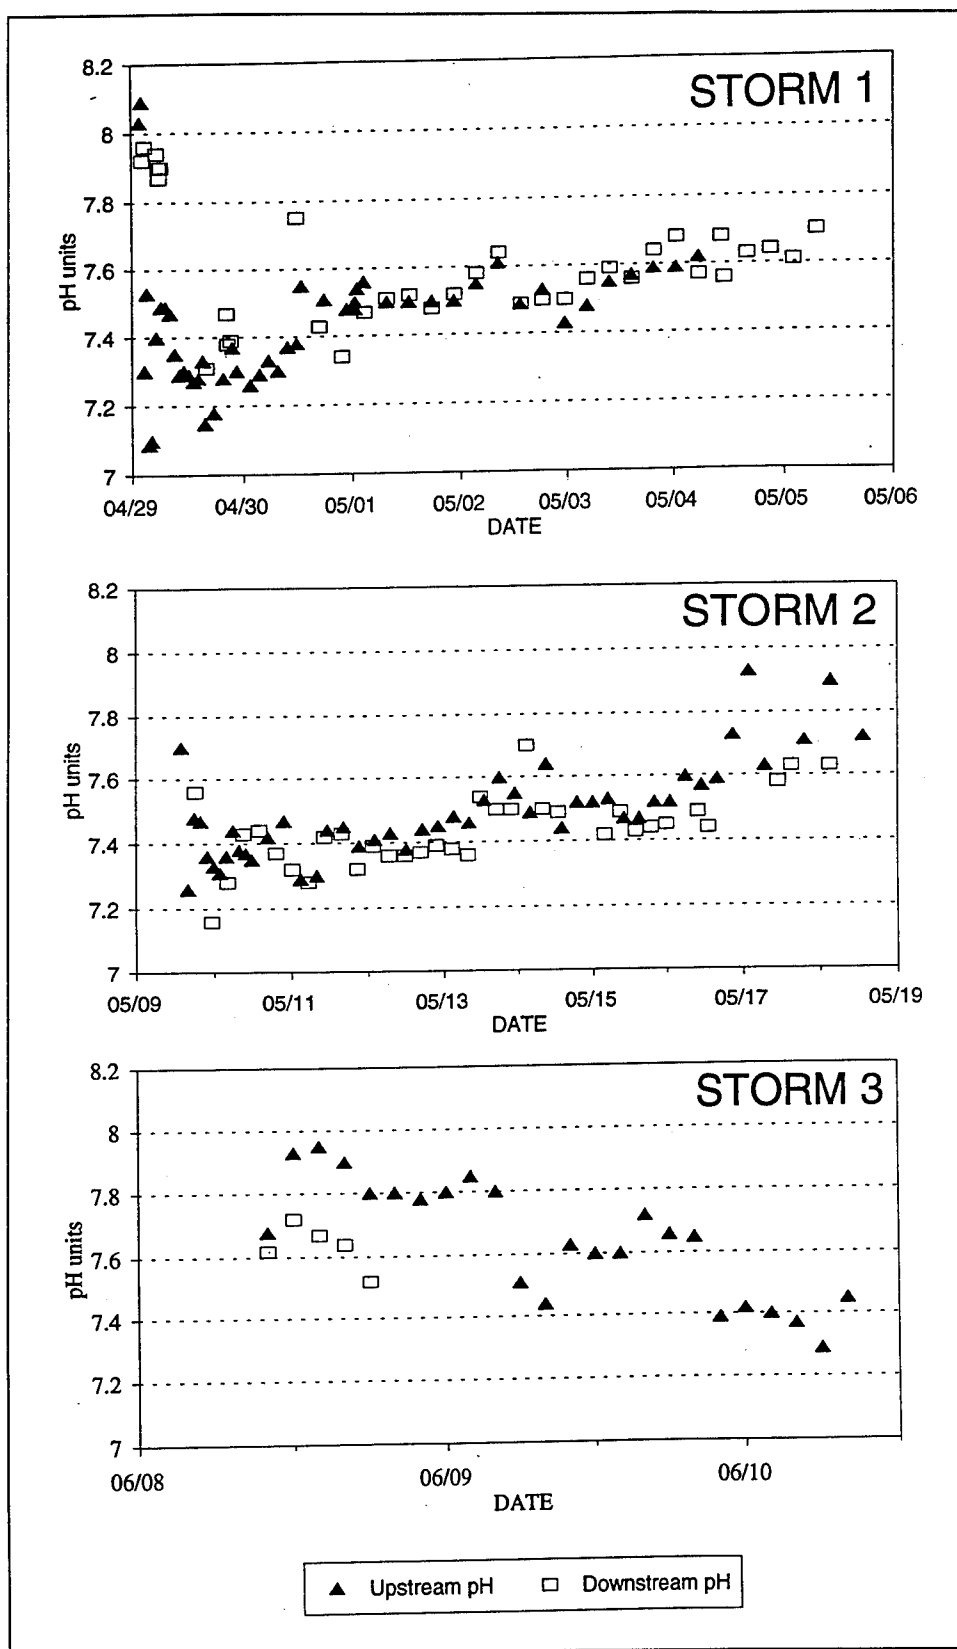 STORM 1
8.2
8
7.8
7.6
7.4
7.2
7
pH units
04/29 04/30 05/01 05/02 05/03 05/04 05/05 05/06
DATE
STORM 2
8.2
8
7.8
7.6
7.4
7.2
7
pH units
05/09 05/11 05/13 05/15 05/17 05/19
DATE
STORM 3
8.2
8
7.8
7.6
7.4
7.2
7
pH units
06/08 06/09 06/10
DATE
Upstream pH Downstream pH